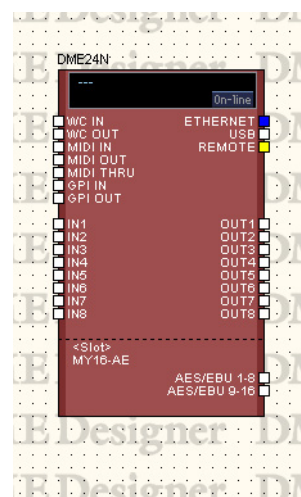 DME24N
---
On-line
WC IN ETHERNET
WC OUT USB
MIDI IN REMOTE
MIDI OUT
MIDI THRU
GPI IN
GPI OUT
IN1 OUT1
IN2 OUT2
IN3 OUT3
IN4 OUT4
IN5 OUT5
IN6 OUT6
IN7 OUT7
IN8 OUT8
<Slot>
MY16-AE
AES/EBU 1-8
AES/EBU 9-16
E Designer D
E Designer D